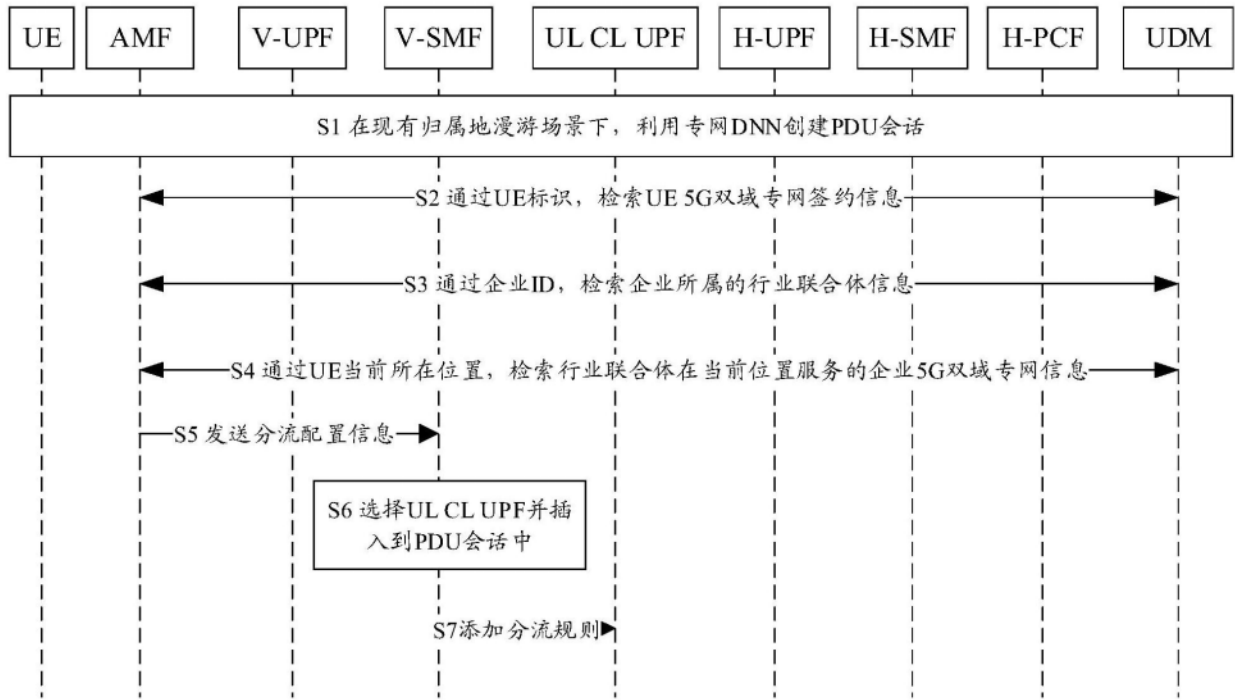 UE AMF V-UPF V-SMF UL CL UPF H-UPF H-SMF H-PCF UDM
S1 在现有归属地漫游场景下，利用专网DNN创建PDU会话
S2 通过UE标识，检索UE 5G双域专网签约信息
S3 通过企业ID，检索企业所属的行业联合体信息
S4 通过UE当前所在位置，检索行业联合体在当前位置服务的企业5G双域专网信息
S5 发送分流配置信息
S6 选择UL CL UPF并插
入到PDU会话中
S7添加分流规则